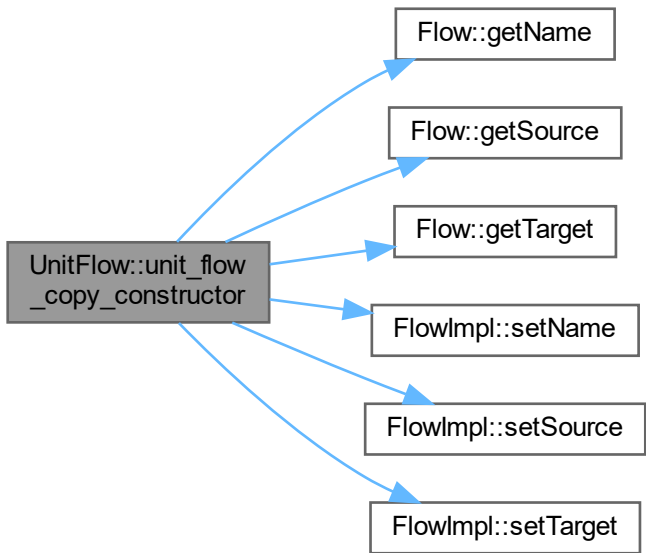 Flow::getName
Flow::getSource
Flow::getTarget
UnitFlow::unit_flow
_copy_constructor
FlowImpl::setName
FlowImpl::setSource
FlowImpl::setTarget